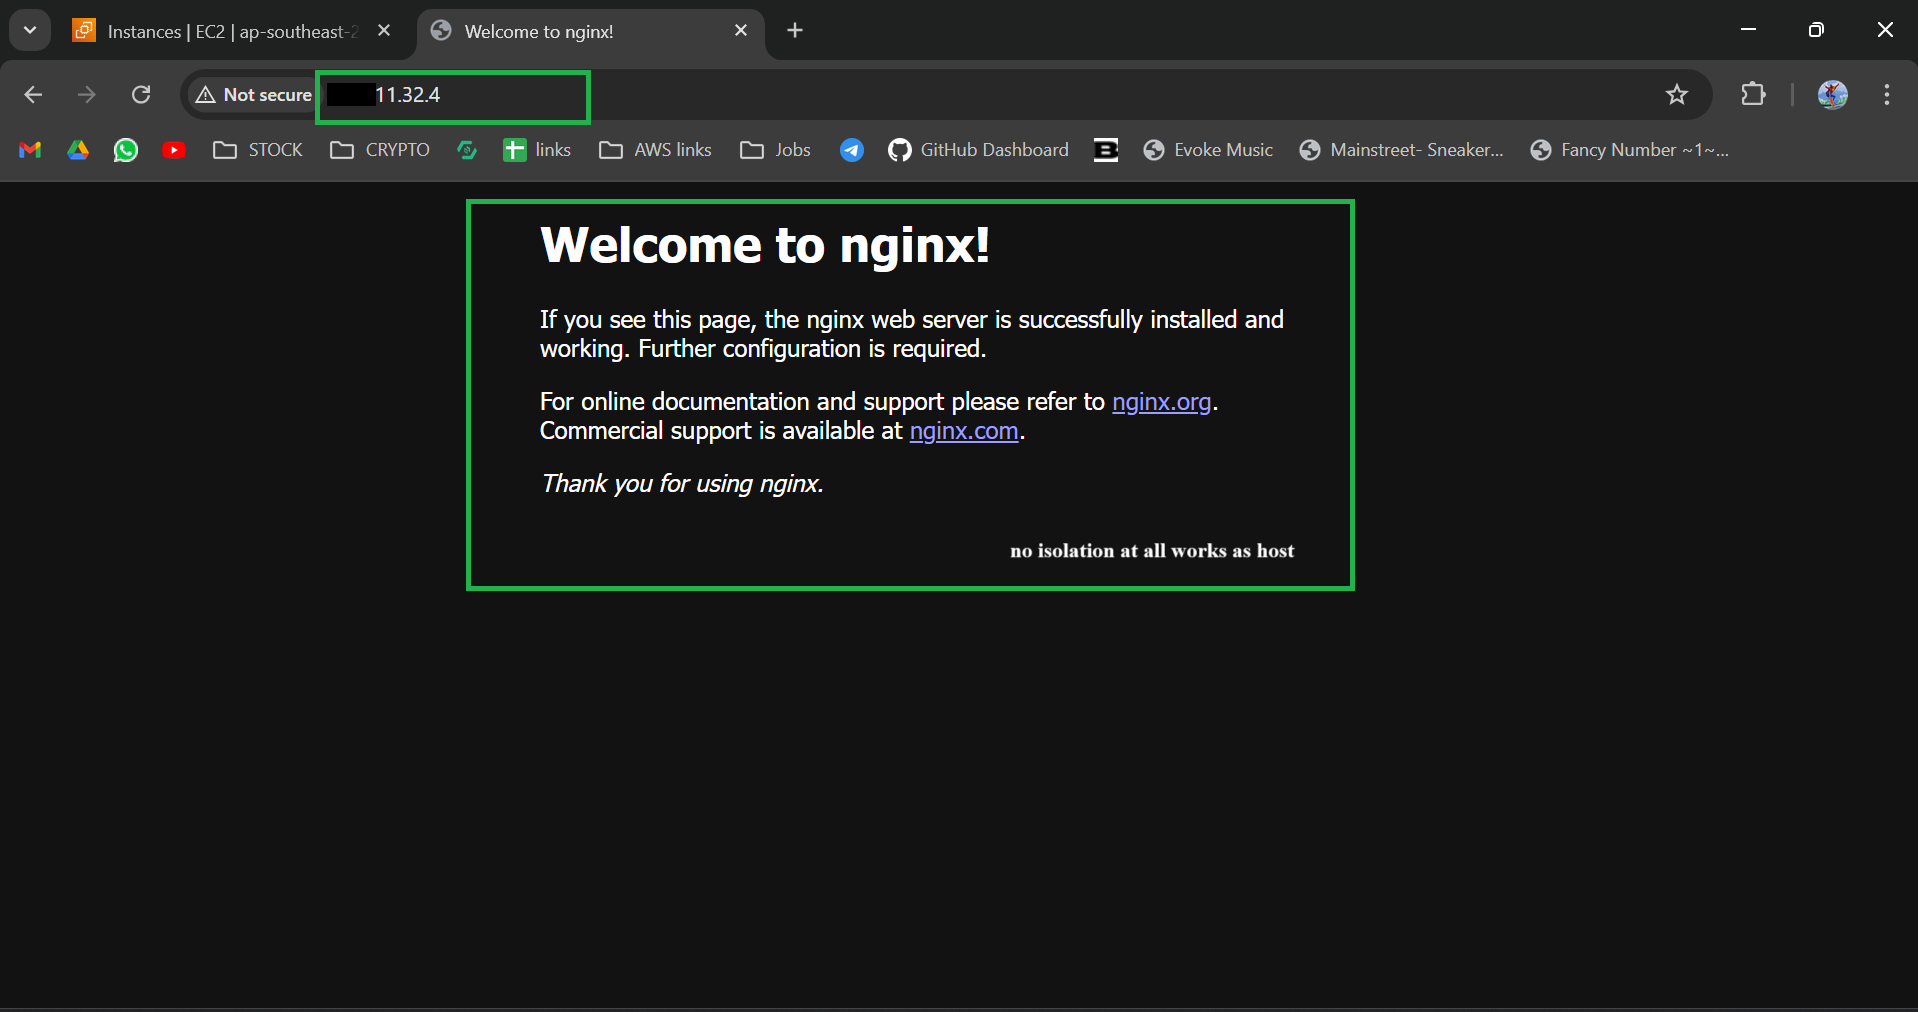 Instances | EC2 | ap-southeast-2
Welcome to nginx!
Not secure
11.32.4
STOCK
CRYPTO
links
AWS links
Jobs
GitHub Dashboard
B
Evoke Music
Mainstreet- Sneaker...
Fancy Number ~1~...
Welcome to nginx!
If you see this page, the nginx web server is successfully installed and
working. Further configuration is required.
For online documentation and support please refer to nginx.org.
Commercial support is available at nginx.com.
Thank you for using nginx.
no isolation at all works as host